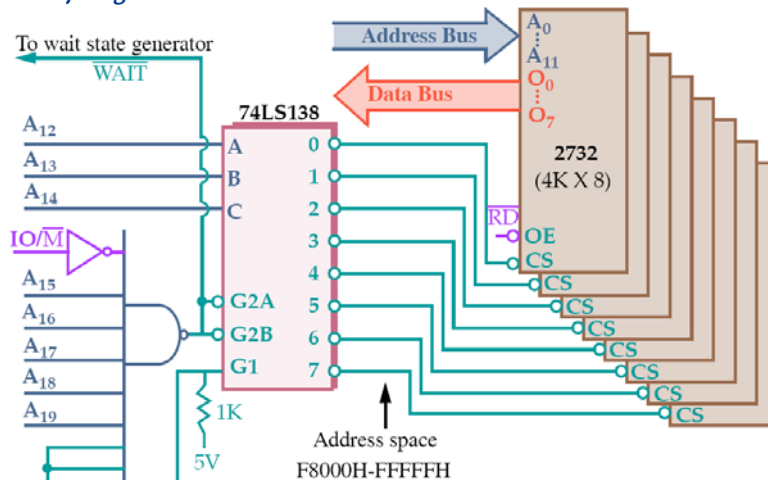 To wait state generator
WAIT
Address Bus
Data Bus
A0
A11
O0
O7
2732
(4K X 8)
RD
OE
CS
CS
CS
CS
CS
CS
CS
CS
74LS138
A12
A13
A14
A
B
C
0
1
2
3
4
5
6
7
IO/M
A15
A16
A17
A18
A19
G2A
G2B
G1
1K
5V
Address space
F8000H-FFFFFH